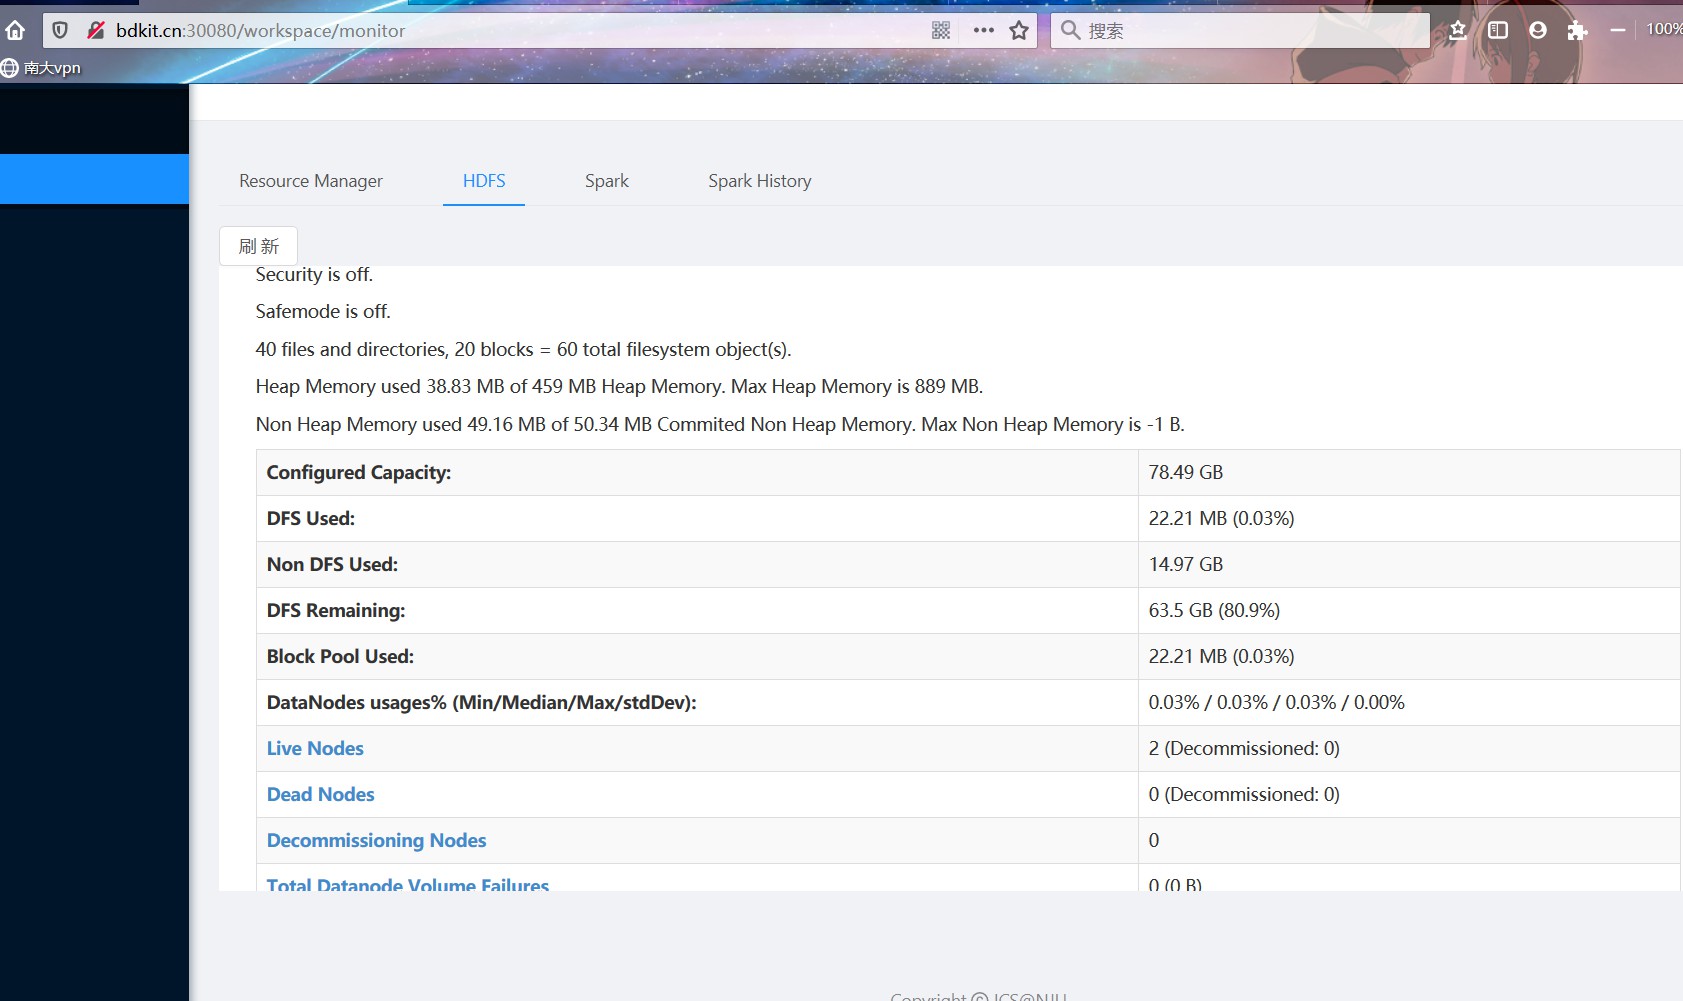 bdkit.cn:30080/workspace/monitor
搜索
100%
南大vpn
Resource Manager
HDFS
Spark
Spark History
刷 新
Security is off.
Safemode is off.
40 files and directories, 20 blocks = 60 total filesystem object(s).
Heap Memory used 38.83 MB of 459 MB Heap Memory. Max Heap Memory is 889 MB.
Non Heap Memory used 49.16 MB of 50.34 MB Commited Non Heap Memory. Max Non Heap Memory is -1 B.
Configured Capacity: 78.49 GB
DFS Used: 22.21 MB (0.03%)
Non DFS Used: 14.97 GB
DFS Remaining: 63.5 GB (80.9%)
Block Pool Used: 22.21 MB (0.03%)
DataNodes usages% (Min/Median/Max/stdDev): 0.03% / 0.03% / 0.03% / 0.00%
Live Nodes 2 (Decommissioned: 0)
Dead Nodes 0 (Decommissioned: 0)
Decommissioning Nodes 0
Total Datanode Volume Failures 0 (0 B)
Copyright © ICS@NJU